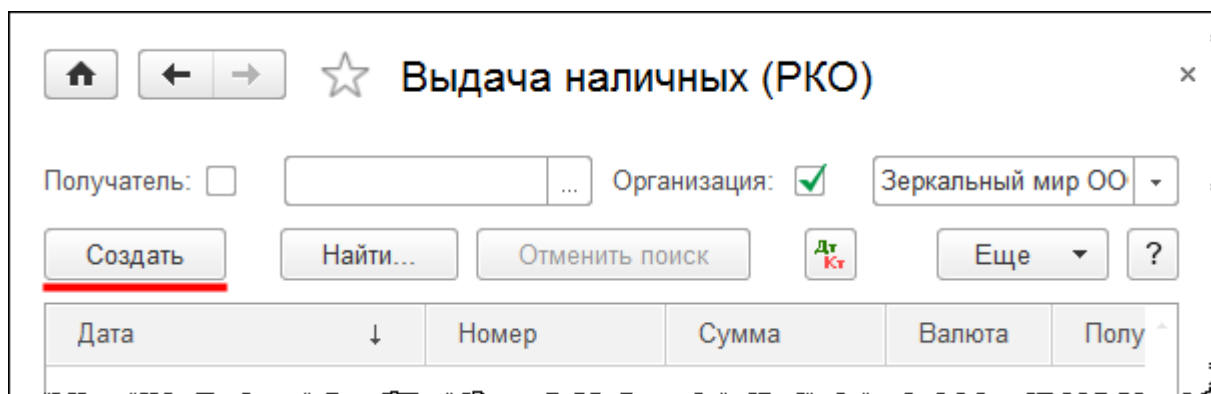 Выдача наличных (РКО)
Получатель: ... Организация: Зеркальный мир ОО
Создать Найти... Отменить поиск Дт Кт Еще ?
Дата ↓ Номер Сумма Валюта Полу